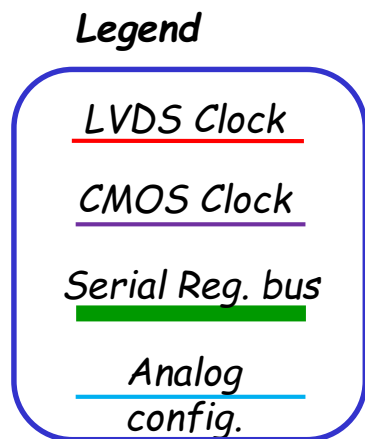 Legend
LVDS Clock
CMOS Clock
Serial Reg. bus
Analog
config.